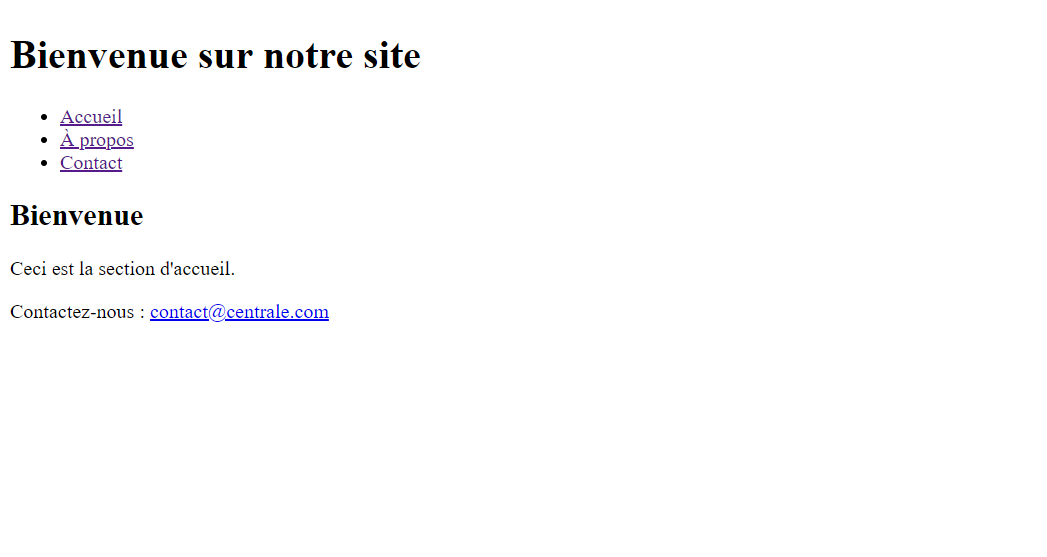 Bienvenue sur notre site
Accueil
À propos
Contact
Bienvenue
Ceci est la section d'accueil.
Contactez-nous : contact@centrale.com